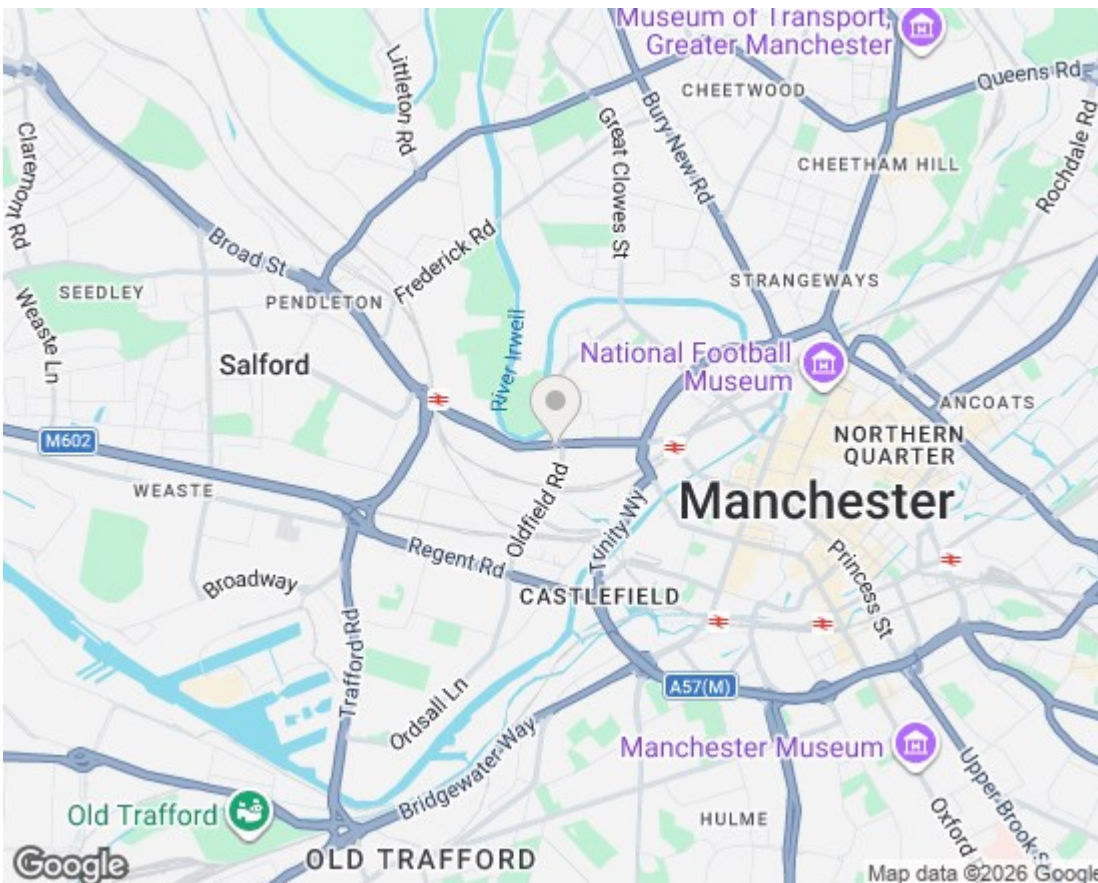 Museum of Transport,
Greater Manchester
Queens Rd
CHEETWOOD
Littleton Rd
Bury New Rd
Great Clowes St
Rochdale Rd
Claremont Rd
CHEETHAM HILL
Broad St
Frederick Rd
STRANGEWAYS
SEEDLEY
PENDLETON
Weaste Ln
River Irwell
Salford
National Football
Museum
ANCOATS
M602
NORTHERN
QUARTER
WEASTE
Oldfield Rd
Trinity Wy
Manchester
Regent Rd
Princess St
Broadway
CASTLEFIELD
Trafford Rd
Ordsall Ln
A57(M)
Bridgewater Way
Manchester Museum
Upper Brook S
Old Trafford
HULME
Oxford
OLD TRAFFORD
Google
Map data ©2026 Google